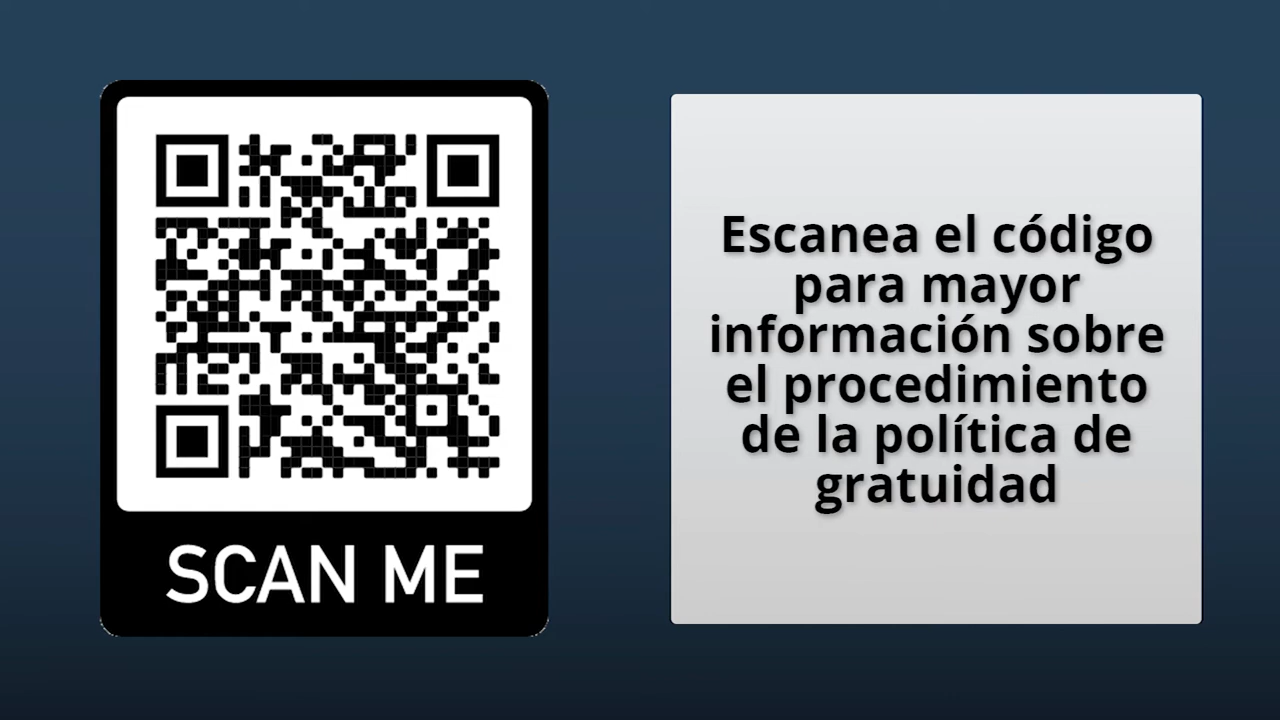 SCAN ME
Escanea el código
para mayor
información sobre
el procedimiento
de la política de
gratuidad